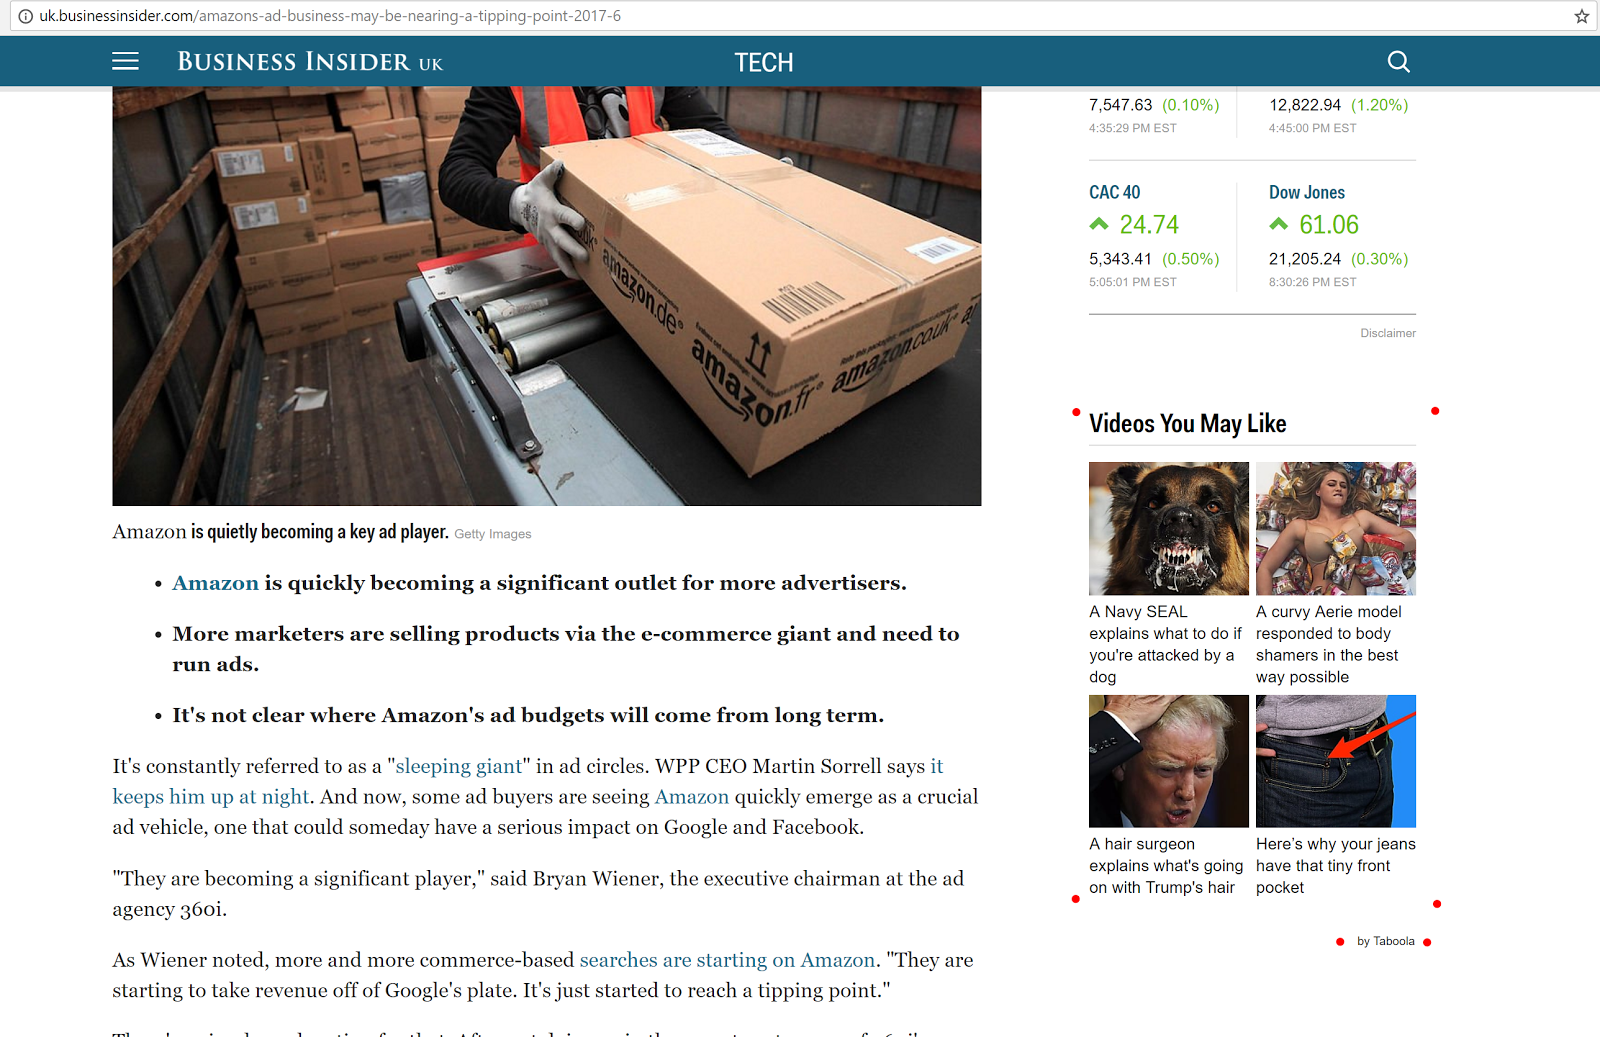 uk.businessinsider.com/amazons-ad-business-may-be-nearing-a-tipping-point-2017-6
BUSINESS INSIDER UK
TECH
amazon.de
amazon.fr
amazon.co.uk
Amazon is quietly becoming a key ad player. Getty Images
• Amazon is quickly becoming a significant outlet for more advertisers.
• More marketers are selling products via the e-commerce giant and need to
run ads.
• It's not clear where Amazon's ad budgets will come from long term.
It's constantly referred to as a "sleeping giant" in ad circles. WPP CEO Martin Sorrell says it
keeps him up at night. And now, some ad buyers are seeing Amazon quickly emerge as a crucial
ad vehicle, one that could someday have a serious impact on Google and Facebook.
"They are becoming a significant player," said Bryan Wiener, the executive chairman at the ad
agency 360i.
As Wiener noted, more and more commerce-based searches are starting on Amazon. "They are
starting to take revenue off of Google's plate. It's just started to reach a tipping point."
7,547.63 (0.10%)
4:35:29 PM EST
12,822.94 (1.20%)
4:45:00 PM EST
CAC 40
24.74
5,343.41 (0.50%)
5:05:01 PM EST
Dow Jones
61.06
21,205.24 (0.30%)
8:30:26 PM EST
Disclaimer
Videos You May Like
A Navy SEAL
explains what to do if
you're attacked by a
dog
A curvy Aerie model
responded to body
shamers in the best
way possible
A hair surgeon
explains what's going
on with Trump's hair
Here's why your jeans
have that tiny front
pocket
by Taboola